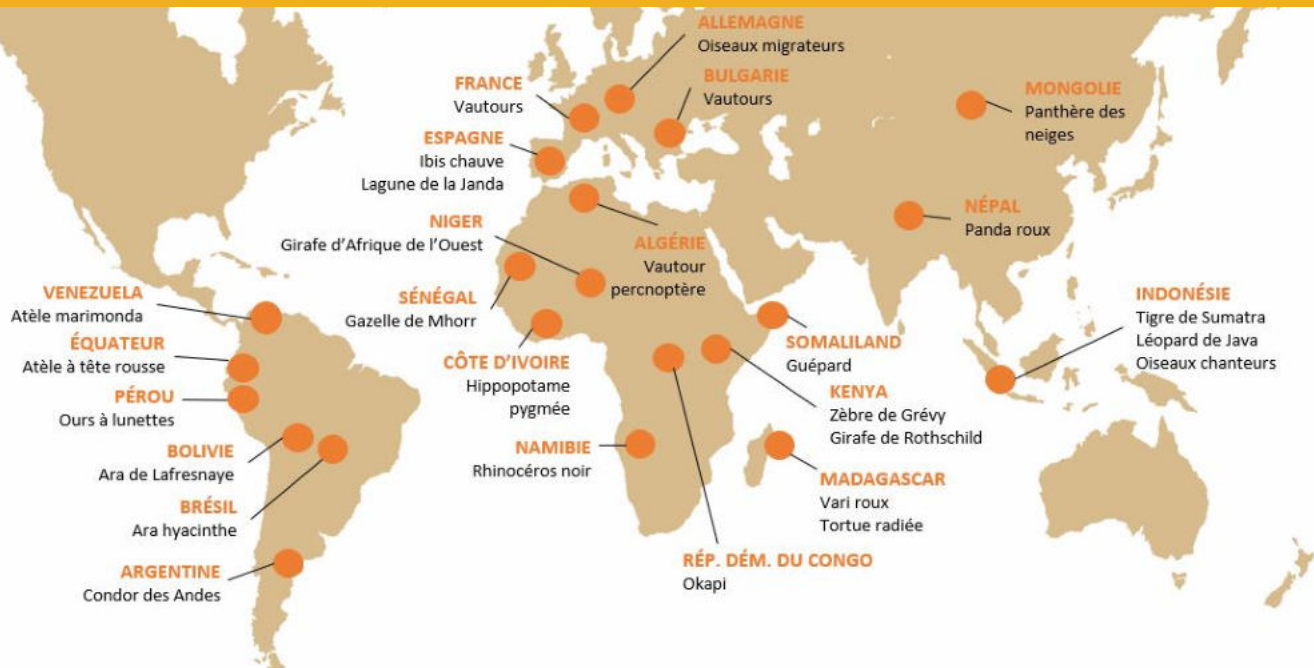 ALLEMAGNE
Oiseaux migrateurs
FRANCE
Vautours
BULGARIE
Vautours
MONGOLIE
Panthère des
neiges
ESPAGNE
Ibis chauve
Lagune de la Janda
NÉPAL
Panda roux
NIGER
Girafe d'Afrique de l'Ouest
ALGÉRIE
Vautour
percnoptère
VENEZUELA
Atèle marimonda
SÉNÉGAL
Gazelle de Mhorr
INDONÉSIE
Tigre de Sumatra
Léopard de Java
Oiseaux chanteurs
ÉQUATEUR
Atèle à tête rousse
CÔTE D'IVOIRE
Hippopotame
pygmée
SOMALILAND
Guépard
PÉROU
Ours à lunettes
KENYA
Zèbre de Grévy
Girafe de Rothschild
BOLIVIE
Ara de Lafresnaye
NAMIBIE
Rhinocéros noir
MADAGASCAR
Vari roux
Tortue radiée
BRÉSIL
Ara hyacinthe
RÉP. DÉM. DU CONGO
Okapi
ARGENTINE
Condor des Andes